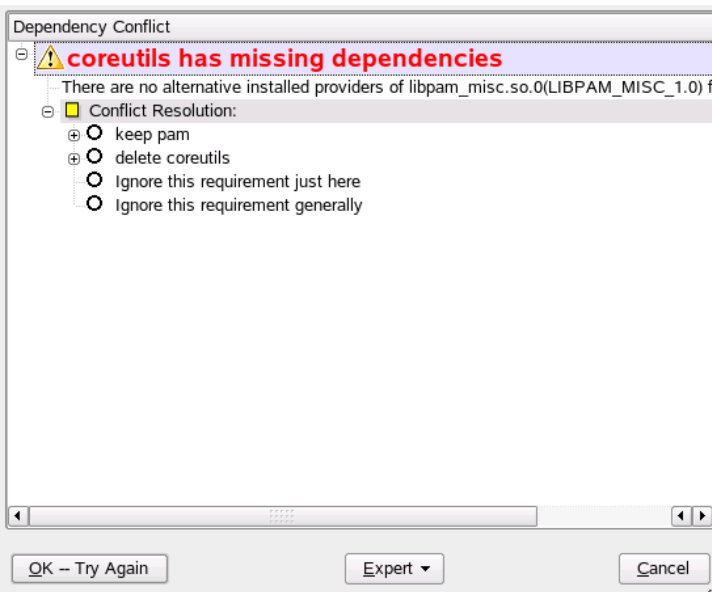 Dependency Conflict
coreutils has missing dependencies
There are no alternative installed providers of libpam_misc.so.0(LIBPAM_MISC_1.0) f
Conflict Resolution:
keep pam
delete coreutils
Ignore this requirement just here
Ignore this requirement generally
OK -- Try Again
Expert
Cancel